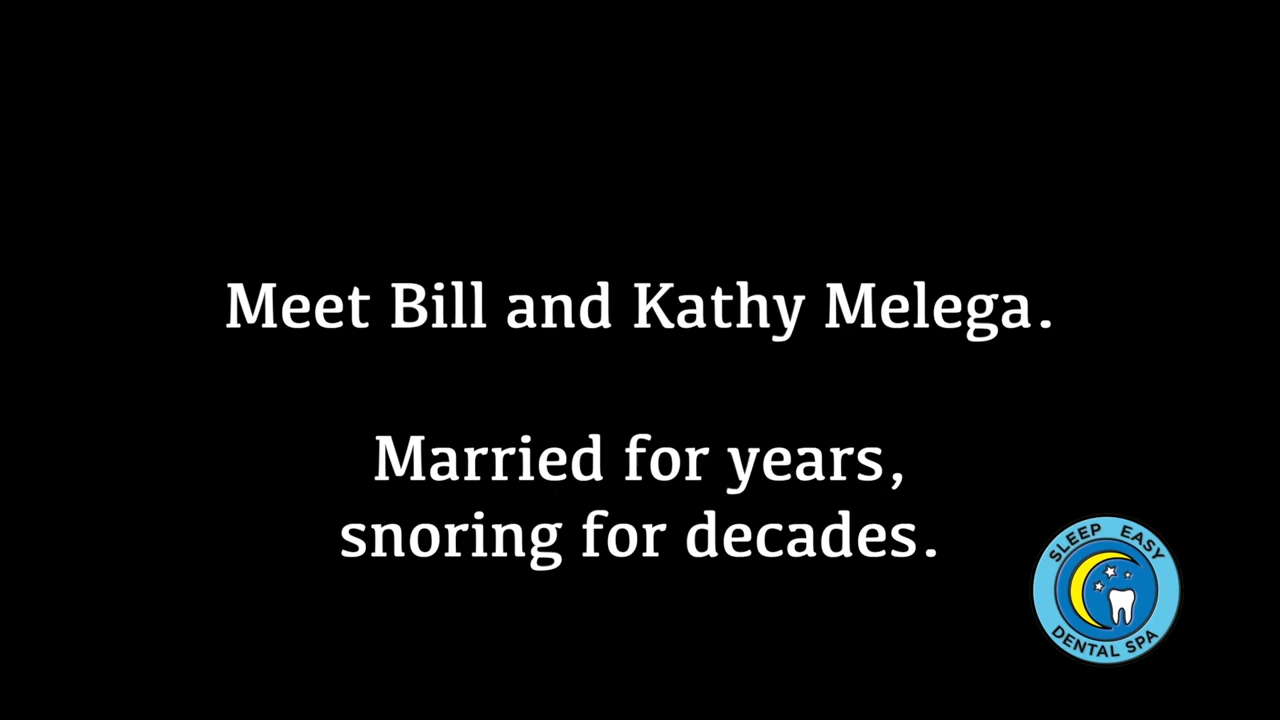 Meet Bill and Kathy Melega.
Married for years,
snoring for decades.
SLEEP EASY
DENTAL SPA